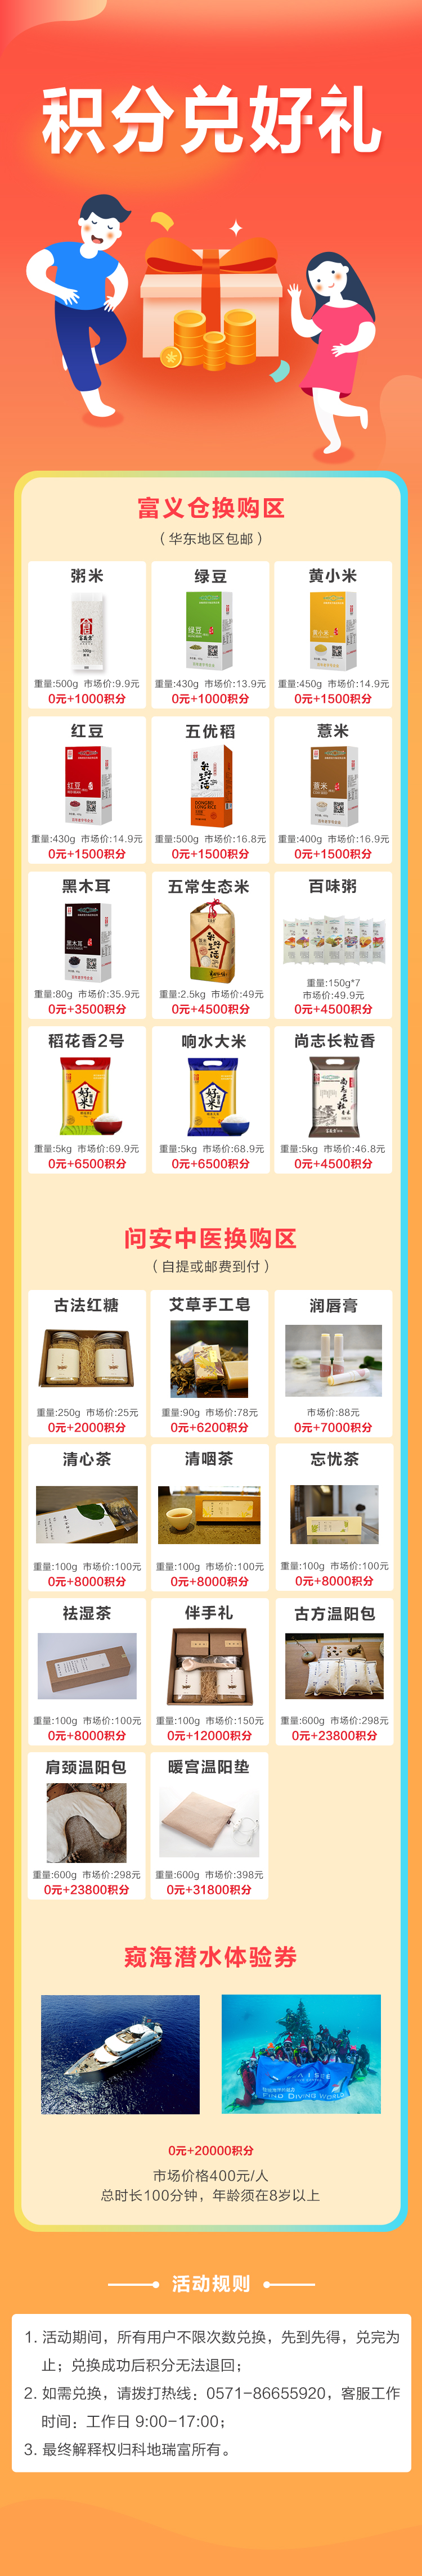 积分兑好礼
富义仓换购区
（华东地区包邮）
粥米
绿豆
黄小米
重量:500g 市场价:9.9元
重量:430g 市场价:13.9元
重量:450g 市场价:14.9元
0元+1000积分
0元+1000积分
0元+1500积分
红豆
五优稻
薏米
重量:430g 市场价:14.9元
重量:500g 市场价:16.8元
重量:400g 市场价:16.9元
0元+1500积分
0元+1500积分
0元+1500积分
黑木耳
五常生态米
百味粥
重量:80g 市场价:35.9元
重量:2.5kg 市场价:49元
重量:150g*7
市场价:49.9元
0元+3500积分
0元+4500积分
0元+4500积分
稻花香2号
响水大米
尚志长粒香
重量:5kg 市场价:69.9元
重量:5kg 市场价:68.9元
重量:5kg 市场价:46.8元
0元+6500积分
0元+6500积分
0元+4500积分
问安中医换购区
（自提或邮费到付）
古法红糖
艾草手工皂
润唇膏
重量:250g 市场价:25元
重量:90g 市场价:78元
市场价:88元
0元+2000积分
0元+6200积分
0元+7000积分
清心茶
清咽茶
忘忧茶
重量:100g 市场价:100元
重量:100g 市场价:100元
重量:100g 市场价:100元
0元+8000积分
0元+8000积分
0元+8000积分
祛湿茶
伴手礼
古方温阳包
重量:100g 市场价:100元
重量:100g 市场价:150元
重量:600g 市场价:298元
0元+8000积分
0元+12000积分
0元+23800积分
肩颈温阳包
暖宫温阳垫
重量:600g 市场价:298元
重量:600g 市场价:398元
0元+23800积分
0元+31800积分
窥海潜水体验券
FIND DIVING WORLD
0元+20000积分
市场价格400元/人
总时长100分钟，年龄须在8岁以上
活动规则
1. 活动期间，所有用户不限次数兑换，先到先得，兑完为
止；兑换成功后积分无法退回；
2. 如需兑换，请拨打热线：0571-86655920，客服工作
时间：工作日 9:00-17:00；
3. 最终解释权归科地瑞富所有。